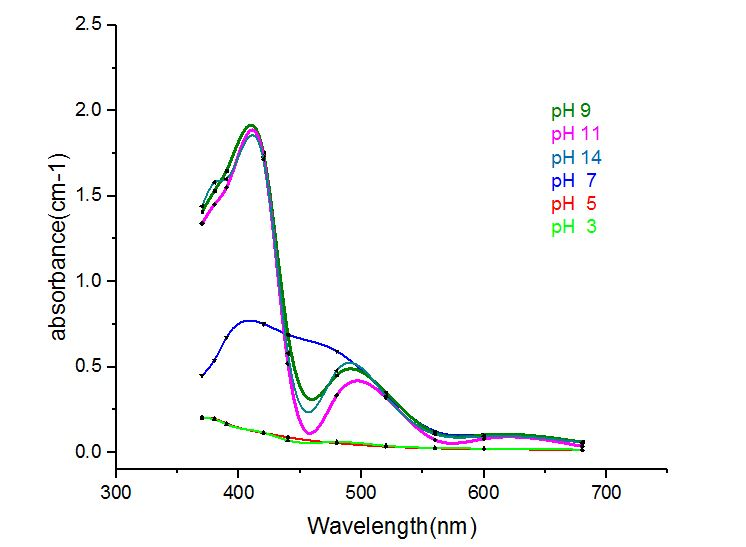 2.5
2.0
1.5
1.0
0.5
0.0
absorbance(cm-1)
pH 9
pH 11
pH 14
pH 7
pH 5
pH 3
300 400 500 600 700
Wavelength(nm)